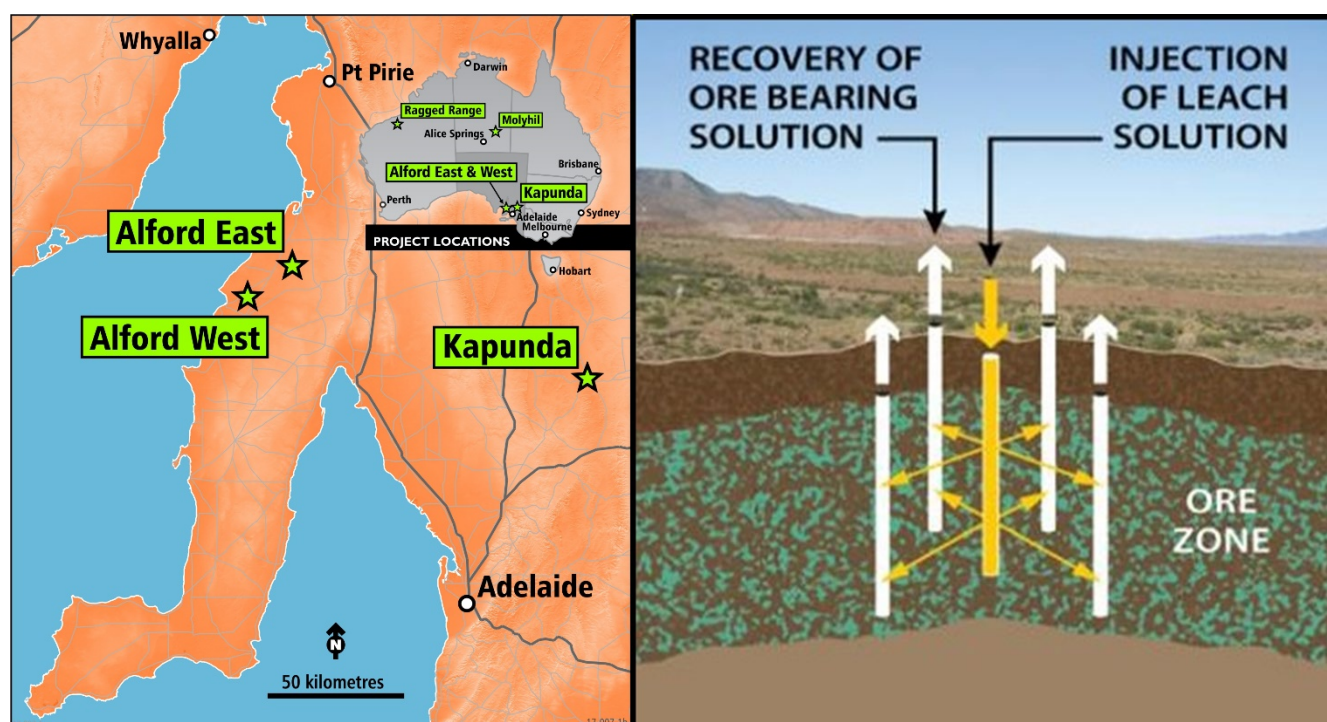 Whyalla
Pt Pirie
Alford East
Alford West
Kapunda
Adelaide
N
50 kilometres
Darwin
Ragged Range
Molyhil
Alice Springs
Alford East & West
Brisbane
Kapunda
Perth
Adelaide
Sydney
Melbourne
PROJECT LOCATIONS
Hobart
RECOVERY OF
ORE BEARING
SOLUTION
INJECTION
OF LEACH
SOLUTION
ORE
ZONE